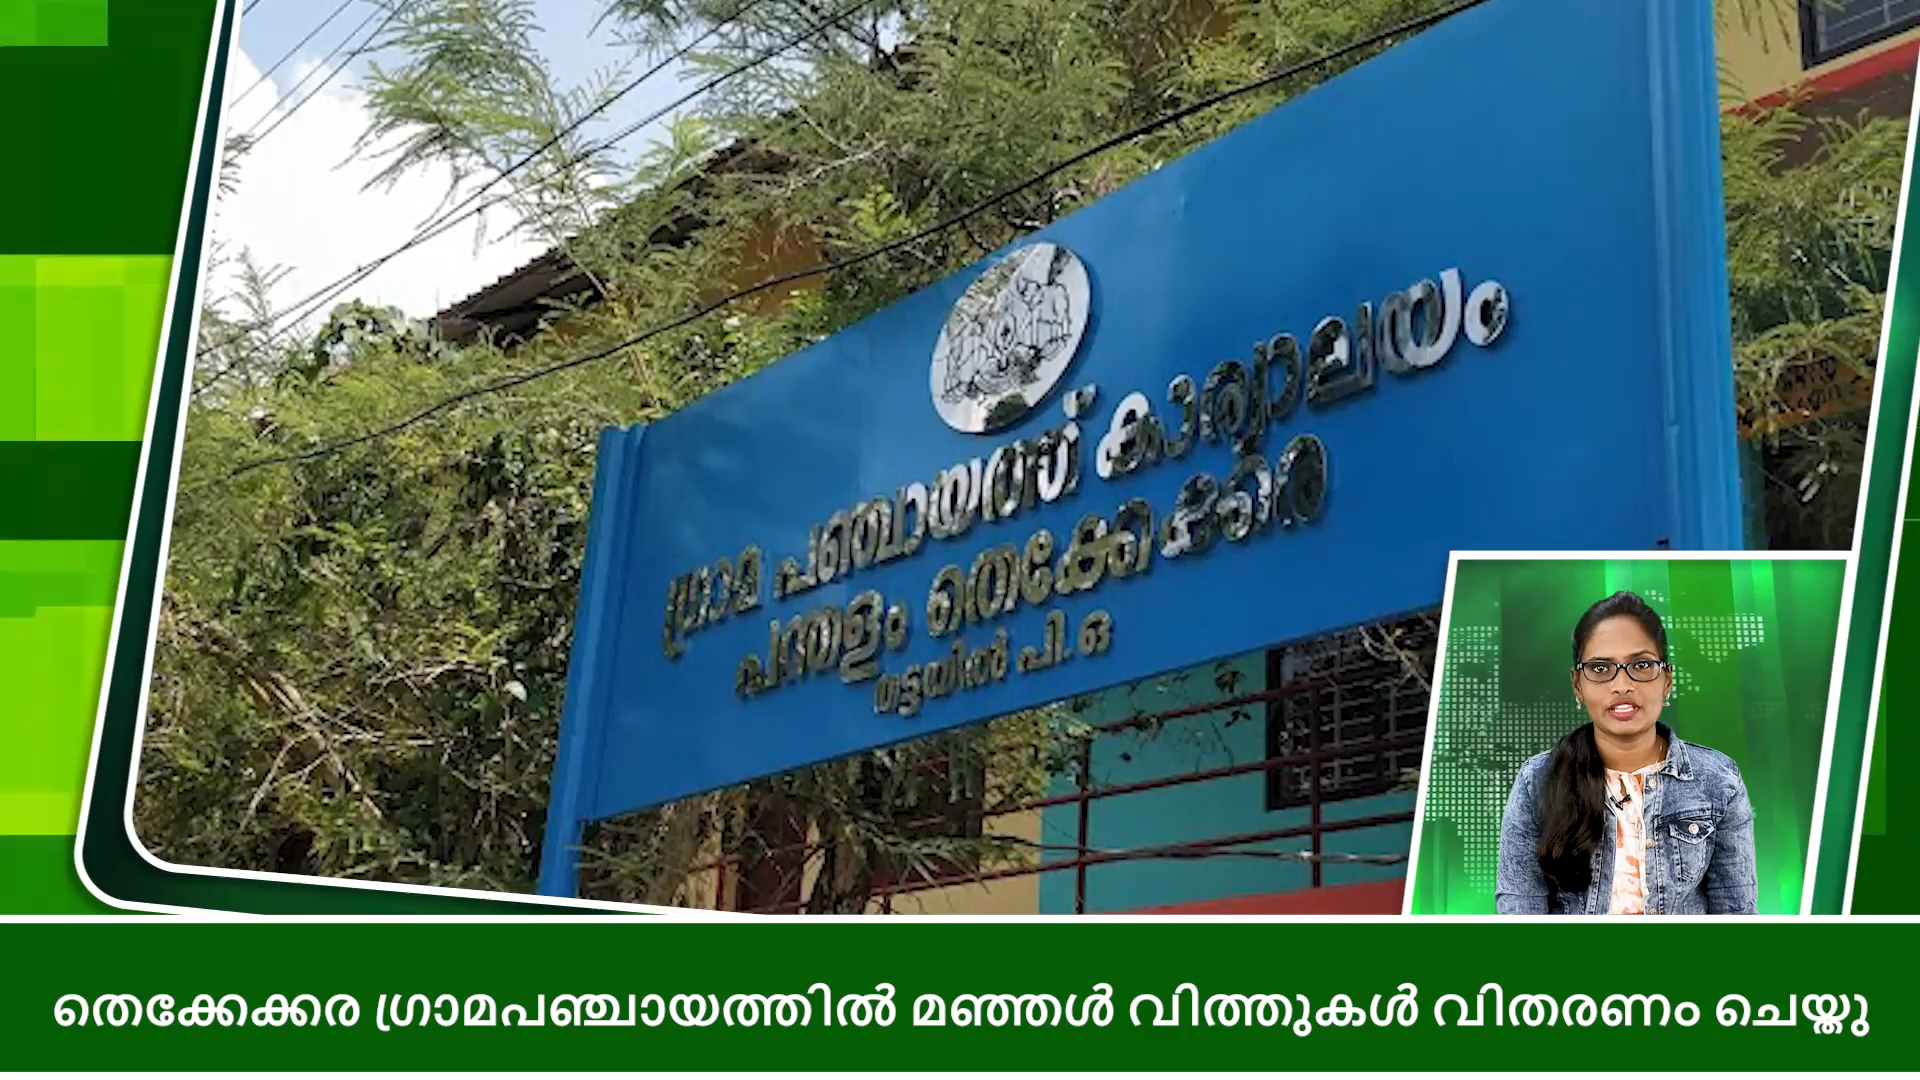 ഗ്രാമ പഞ്ചായത്ത് കാര്യാലയം
പന്തളം തെക്കേക്കര
തട്ടയിൽ പി.ഒ
തെക്കേക്കര ഗ്രാമപഞ്ചായത്തിൽ മഞ്ഞൾ വിത്തുകൾ വിതരണം ചെയ്തു